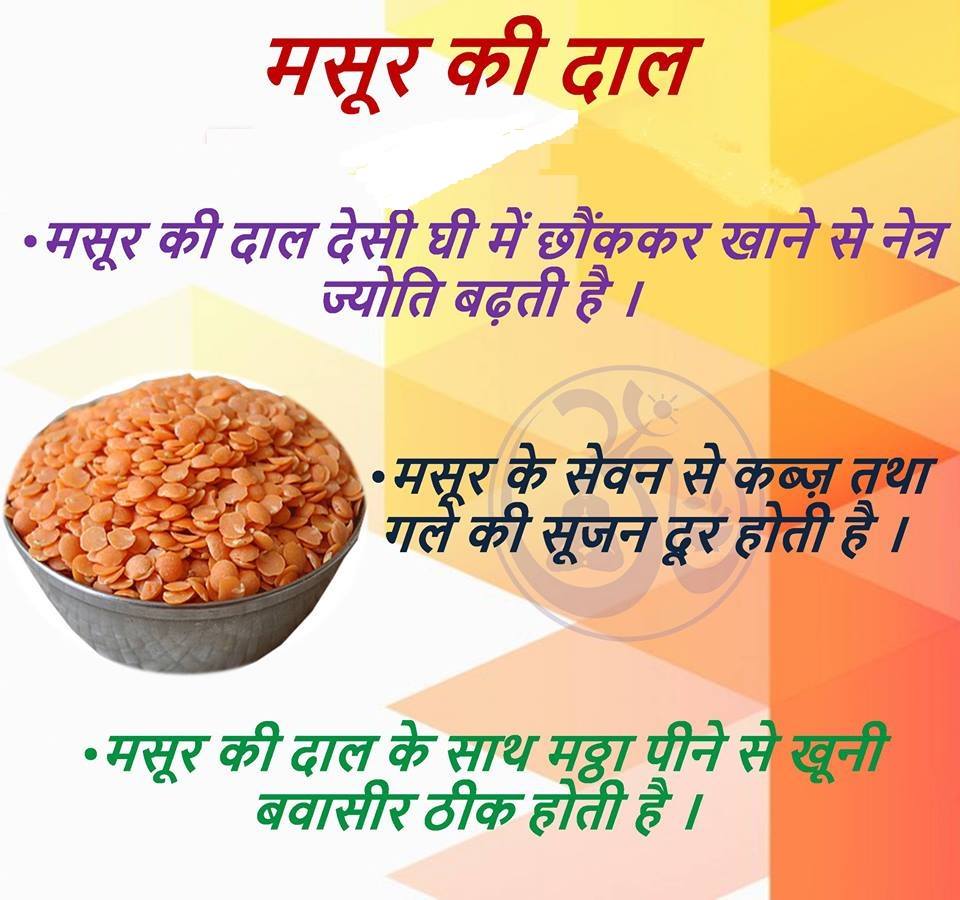 मसूर की दाल
•मसूर की दाल देसी घी में छौंककर खाने से नेत्र
ज्योति बढ़ती है ।
•मसूर के सेवन से कब्ज़ तथा
गले की सूजन दूर होती है ।
•मसूर की दाल के साथ मठ्ठा पीने से खूनी
बवासीर ठीक होती है ।